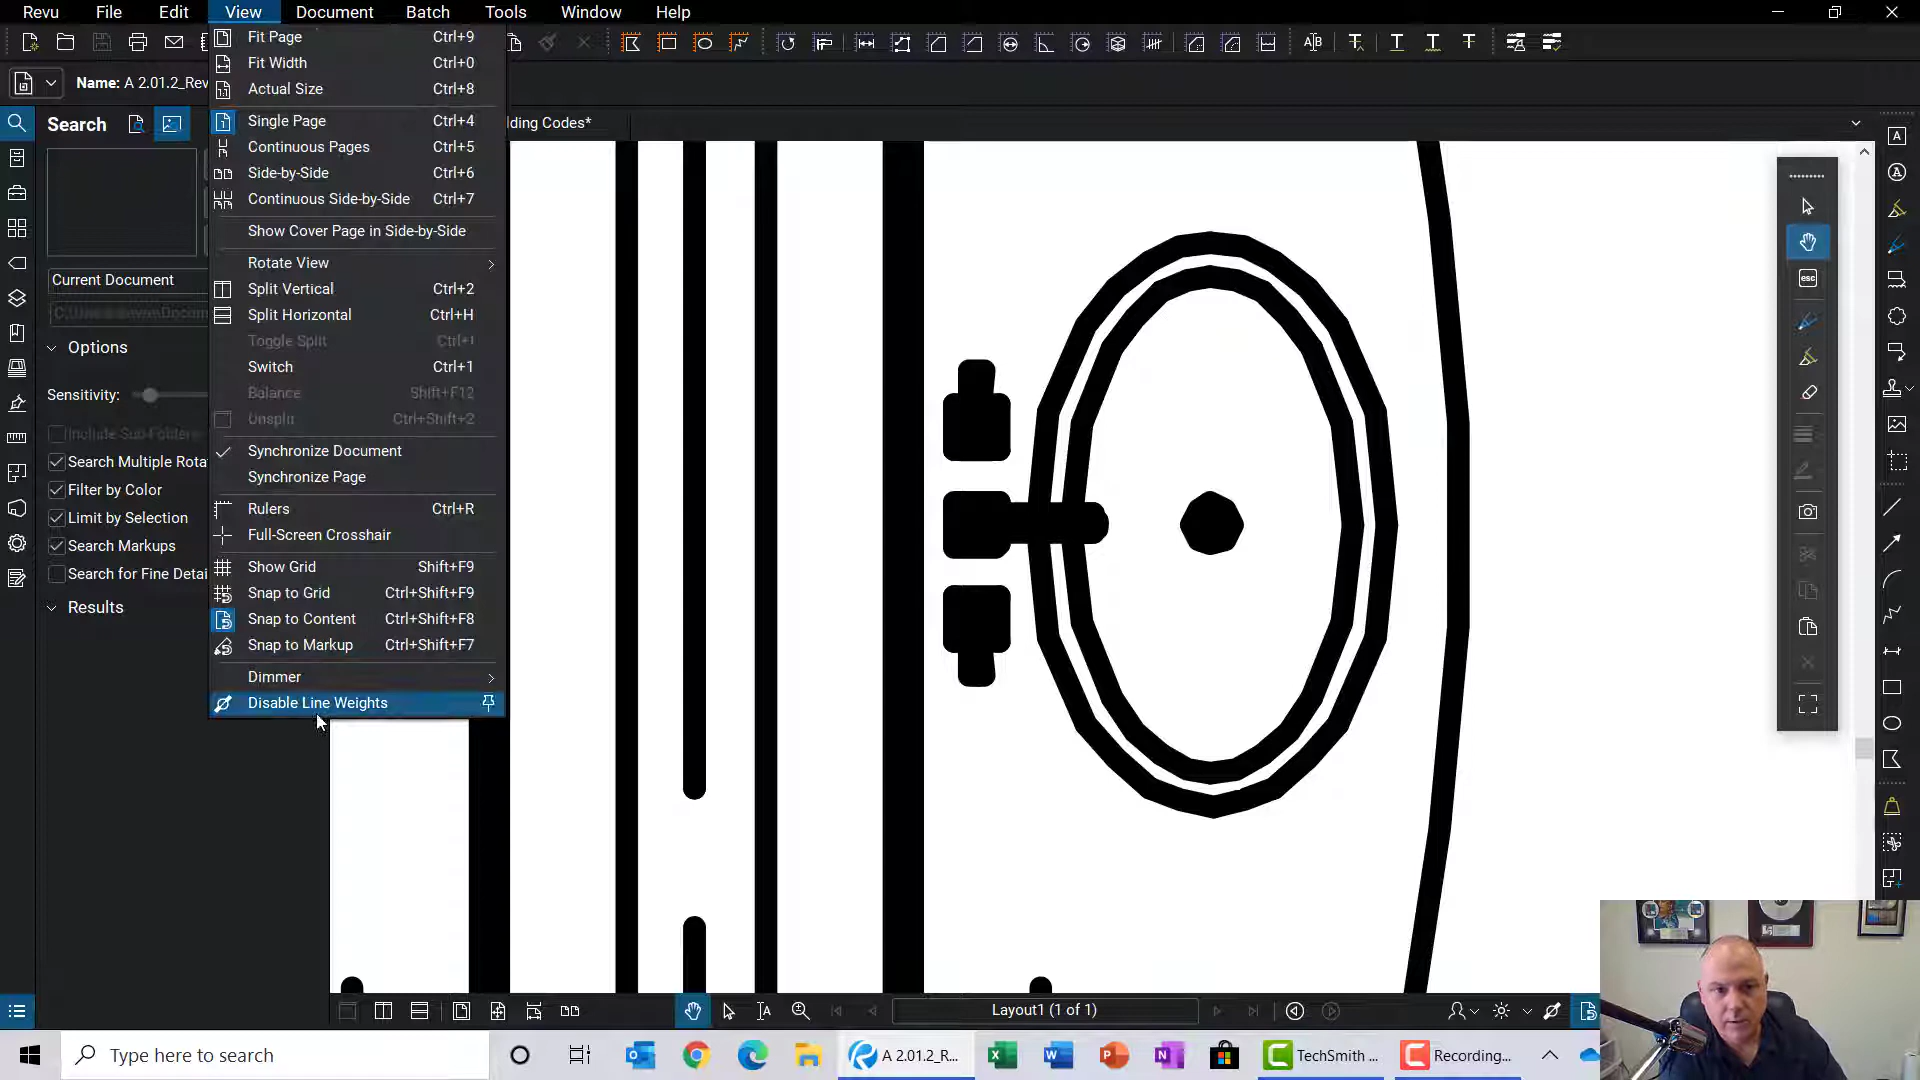 Revu File Edit View Document Batch Tools Window Help
Fit Page Ctrl+9
Fit Width Ctrl+0
Name: A 2.01.2_Rev
Actual Size Ctrl+8
Search
Single Page Ctrl+4
lding Codes*
Continuous Pages Ctrl+5
Side-by-Side Ctrl+6
Continuous Side-by-Side Ctrl+7
Show Cover Page in Side-by-Side
Rotate View
Current Document
Split Vertical Ctrl+2
Split Horizontal Ctrl+H
Toggle Split Ctrl+I
Options
Switch Ctrl+1
Sensitivity:
Balance Shift+F12
Unsplit Ctrl+Shift+2
Include Sub-Folders
Synchronize Document
Search Multiple Rota
Synchronize Page
Filter by Color
Rulers Ctrl+R
Limit by Selection
Full-Screen Crosshair
Search Markups
Show Grid Shift+F9
Search for Fine Detai
Snap to Grid Ctrl+Shift+F9
Results
Snap to Content Ctrl+Shift+F8
Snap to Markup Ctrl+Shift+F7
Dimmer
Disable Line Weights
esc
Layout1 (1 of 1)
Type here to search
A 2.01.2_R...
TechSmith ...
Recording...